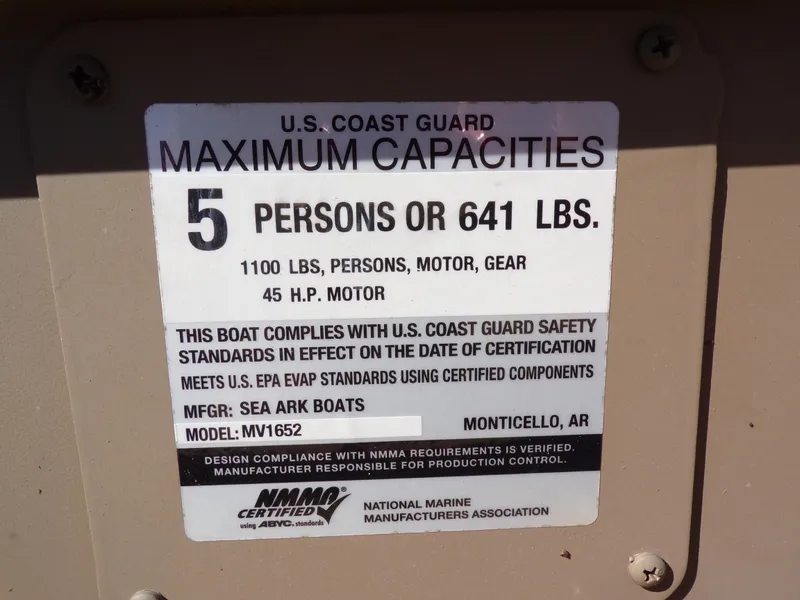 U.S. COAST GUARD
MAXIMUM CAPACITIES
5 PERSONS OR 641 LBS.
1100 LBS, PERSONS, MOTOR, GEAR
45 H.P. MOTOR
THIS BOAT COMPLIES WITH U.S. COAST GUARD SAFETY
STANDARDS IN EFFECT ON THE DATE OF CERTIFICATION
MEETS U.S. EPA EVAP STANDARDS USING CERTIFIED COMPONENTS
MFGR: SEA ARK BOATS
MODEL: MV1652 MONTICELLO, AR
DESIGN COMPLIANCE WITH NMMA REQUIREMENTS IS VERIFIED.
MANUFACTURER RESPONSIBLE FOR PRODUCTION CONTROL.
NMMA®
CERTIFIED
using ABYC. standards
NATIONAL MARINE
MANUFACTURERS ASSOCIATION